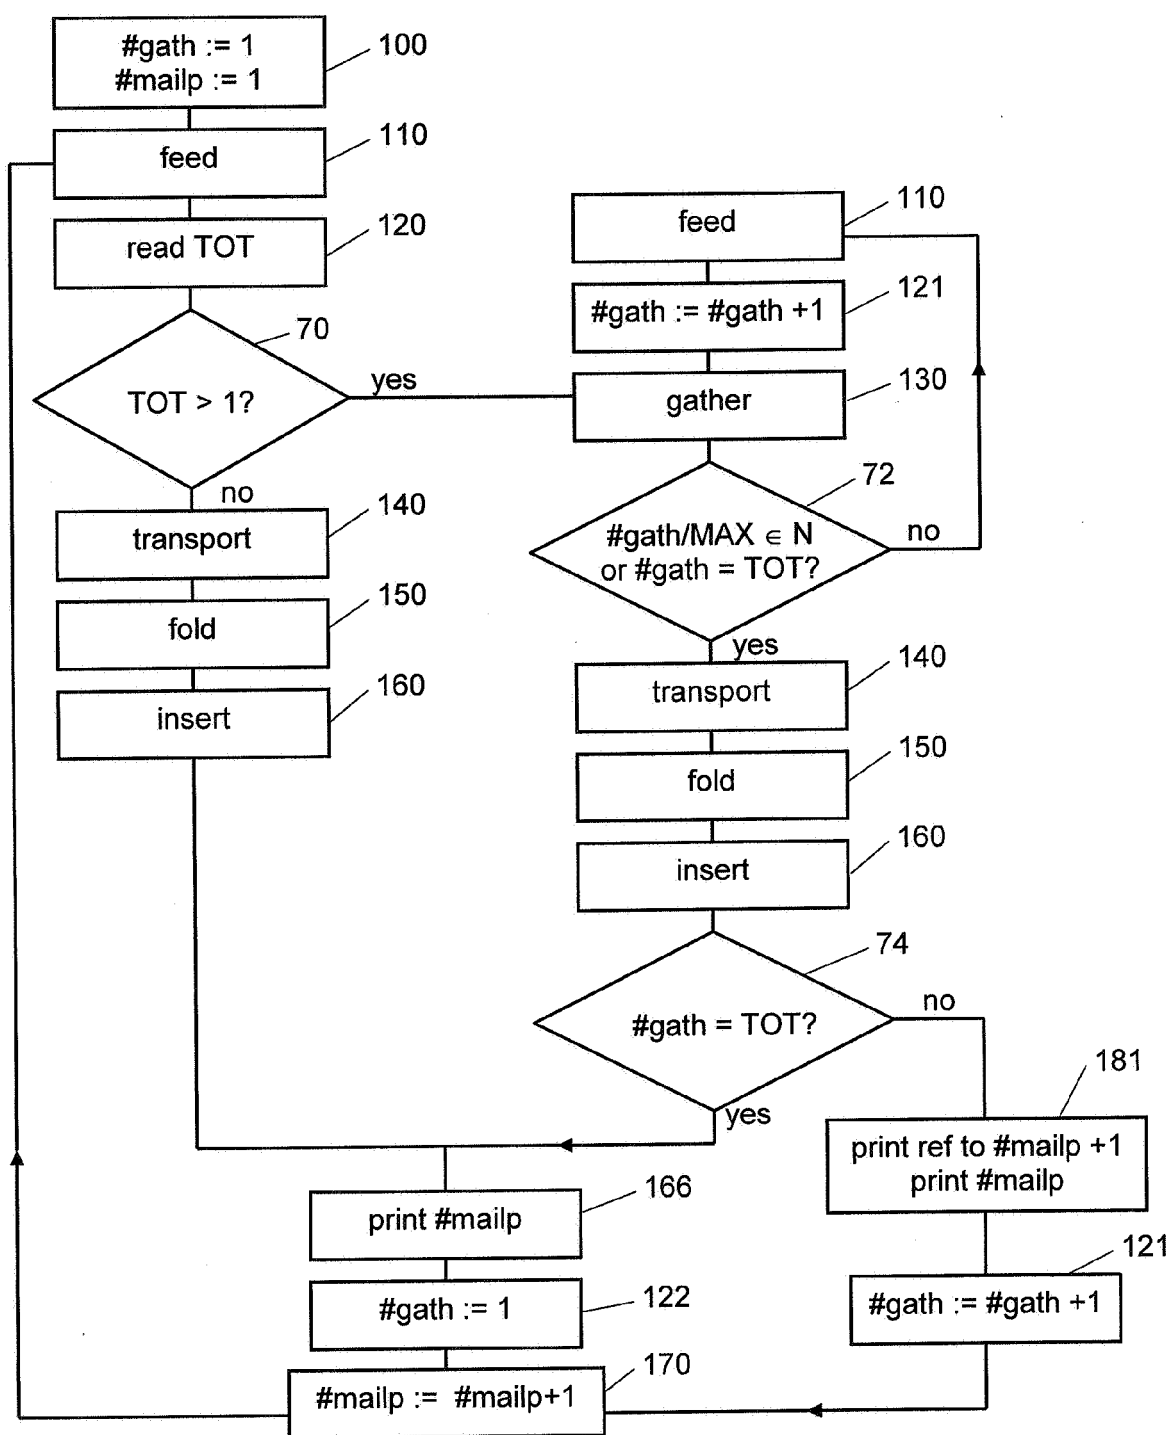 #gath := 1
#mailp := 1
100
feed
110
read TOT
120
70
TOT > 1?
yes
no
transport
140
fold
150
insert
160
feed
110
#gath := #gath +1
121
gather
130
72
#gath/MAX ∈ N
or #gath = TOT?
no
yes
transport
140
fold
150
insert
160
74
#gath = TOT?
no
yes
181
print ref to #mailp +1
print #mailp
121
#gath := #gath +1
print #mailp
166
#gath := 1
122
#mailp := #mailp+1
170